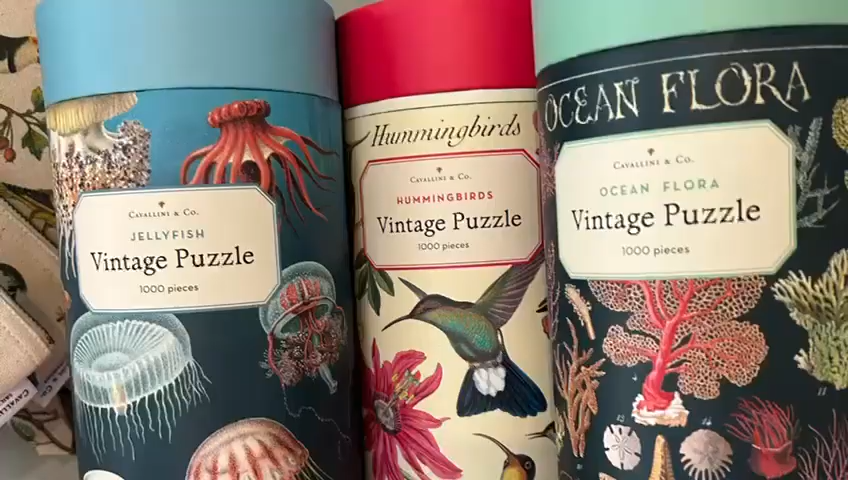 CAVALLINI & CO.
JELLYFISH
Vintage Puzzle
1000 pieces
Hummingbirds
CAVALLINI & CO.
HUMMINGBIRDS
Vintage Puzzle
1000 pieces
OCEAN FLORA
CAVALLINI & CO.
OCEAN FLORA
Vintage Puzzle
1000 pieces